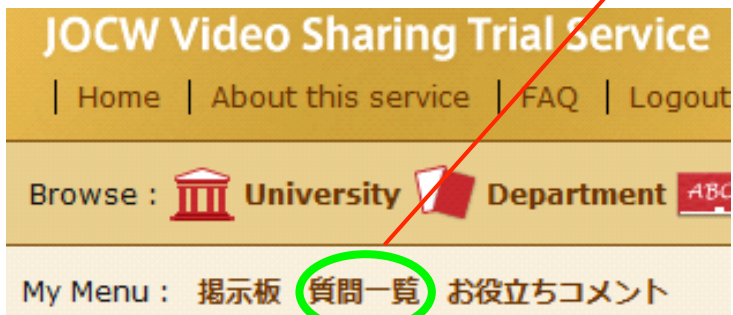 JOCW Video Sharing Trial Service
| Home | About this service | FAQ | Logout
Browse : University Department ABC
My Menu : 掲示板 質問一覧 お役立ちコメント